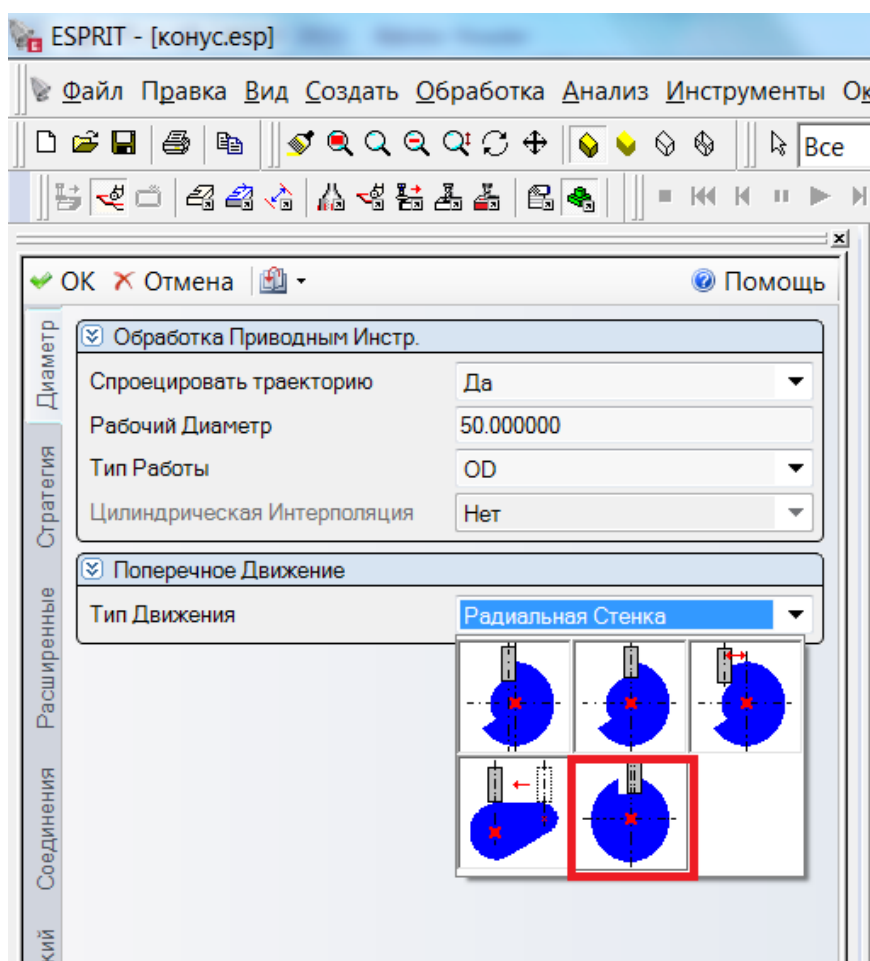 ESPRIT - [конус.esp]
Файл Правка Вид Создать Обработка Анализ Инструменты
Все
OK Отмена Помощь
Диаметр
Обработка Приводным Инстр.
Спроецировать траекторию Да
Рабочий Диаметр 50.000000
Тип Работы OD
Цилиндрическая Интерполяция Нет
Поперечное Движение
Тип Движения Радиальная Стенка
Стратегия
Расширенные
Соединения